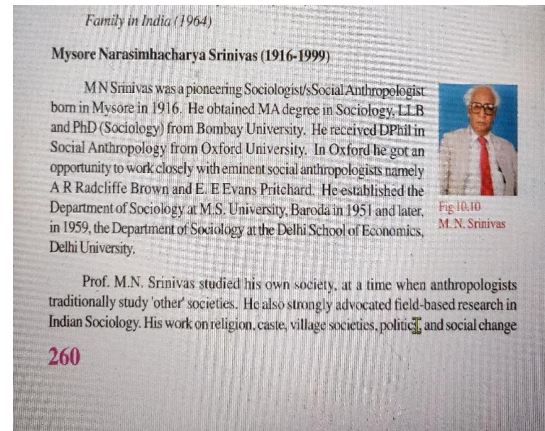 Family in India (1964)
Mysore Narasimhacharya Srinivas (1916-1999)
M N Srinivas was a pioneering Sociologist/sSocial Anthropologist
born in Mysore in 1916. He obtained MA degree in Sociology, LLB
and PhD (Sociology) from Bombay University. He received DPhil in
Social Anthropology from Oxford University. In Oxford he got an
opportunity to work closely with eminent social anthropologists namely
A R Radcliffe Brown and E. E Evans Pritchard. He established the
Department of Sociology at M.S. University, Baroda in 1951 and later,
in 1959, the Department of Sociology at the Delhi School of Economics,
Delhi University.
Fig 10.10
M. N. Srinivas
Prof. M.N. Srinivas studied his own society, at a time when anthropologists
traditionally study 'other' societies. He also strongly advocated field-based research in
Indian Sociology. His work on religion, caste, village societies, politics, and social change
260